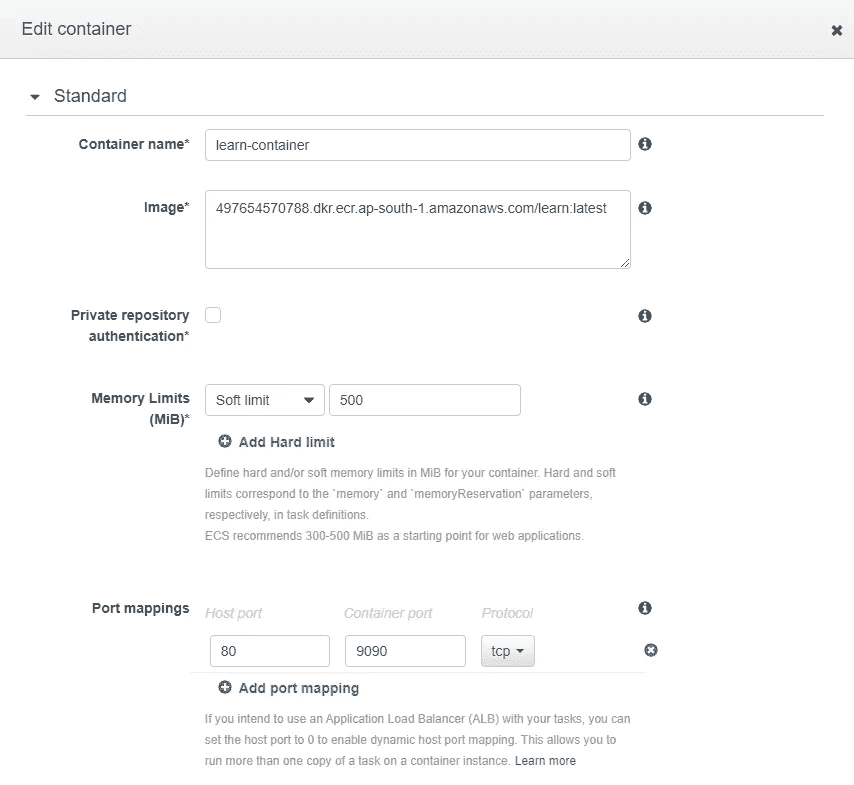 Edit container
Standard
Container name*
learn-container
Image*
497654570788.dkr.ecr.ap-south-1.amazonaws.com/learn:latest
Private repository
authentication*
Memory Limits
(MiB)*
Soft limit
500
Add Hard limit
Define hard and/or soft memory limits in MiB for your container. Hard and soft
limits correspond to the `memory` and `memoryReservation` parameters,
respectively, in task definitions.
ECS recommends 300-500 MiB as a starting point for web applications.
Port mappings
Host port
Container port
Protocol
80
9090
tcp
Add port mapping
If you intend to use an Application Load Balancer (ALB) with your tasks, you can
set the host port to 0 to enable dynamic host port mapping. This allows you to
run more than one copy of a task on a container instance. Learn more